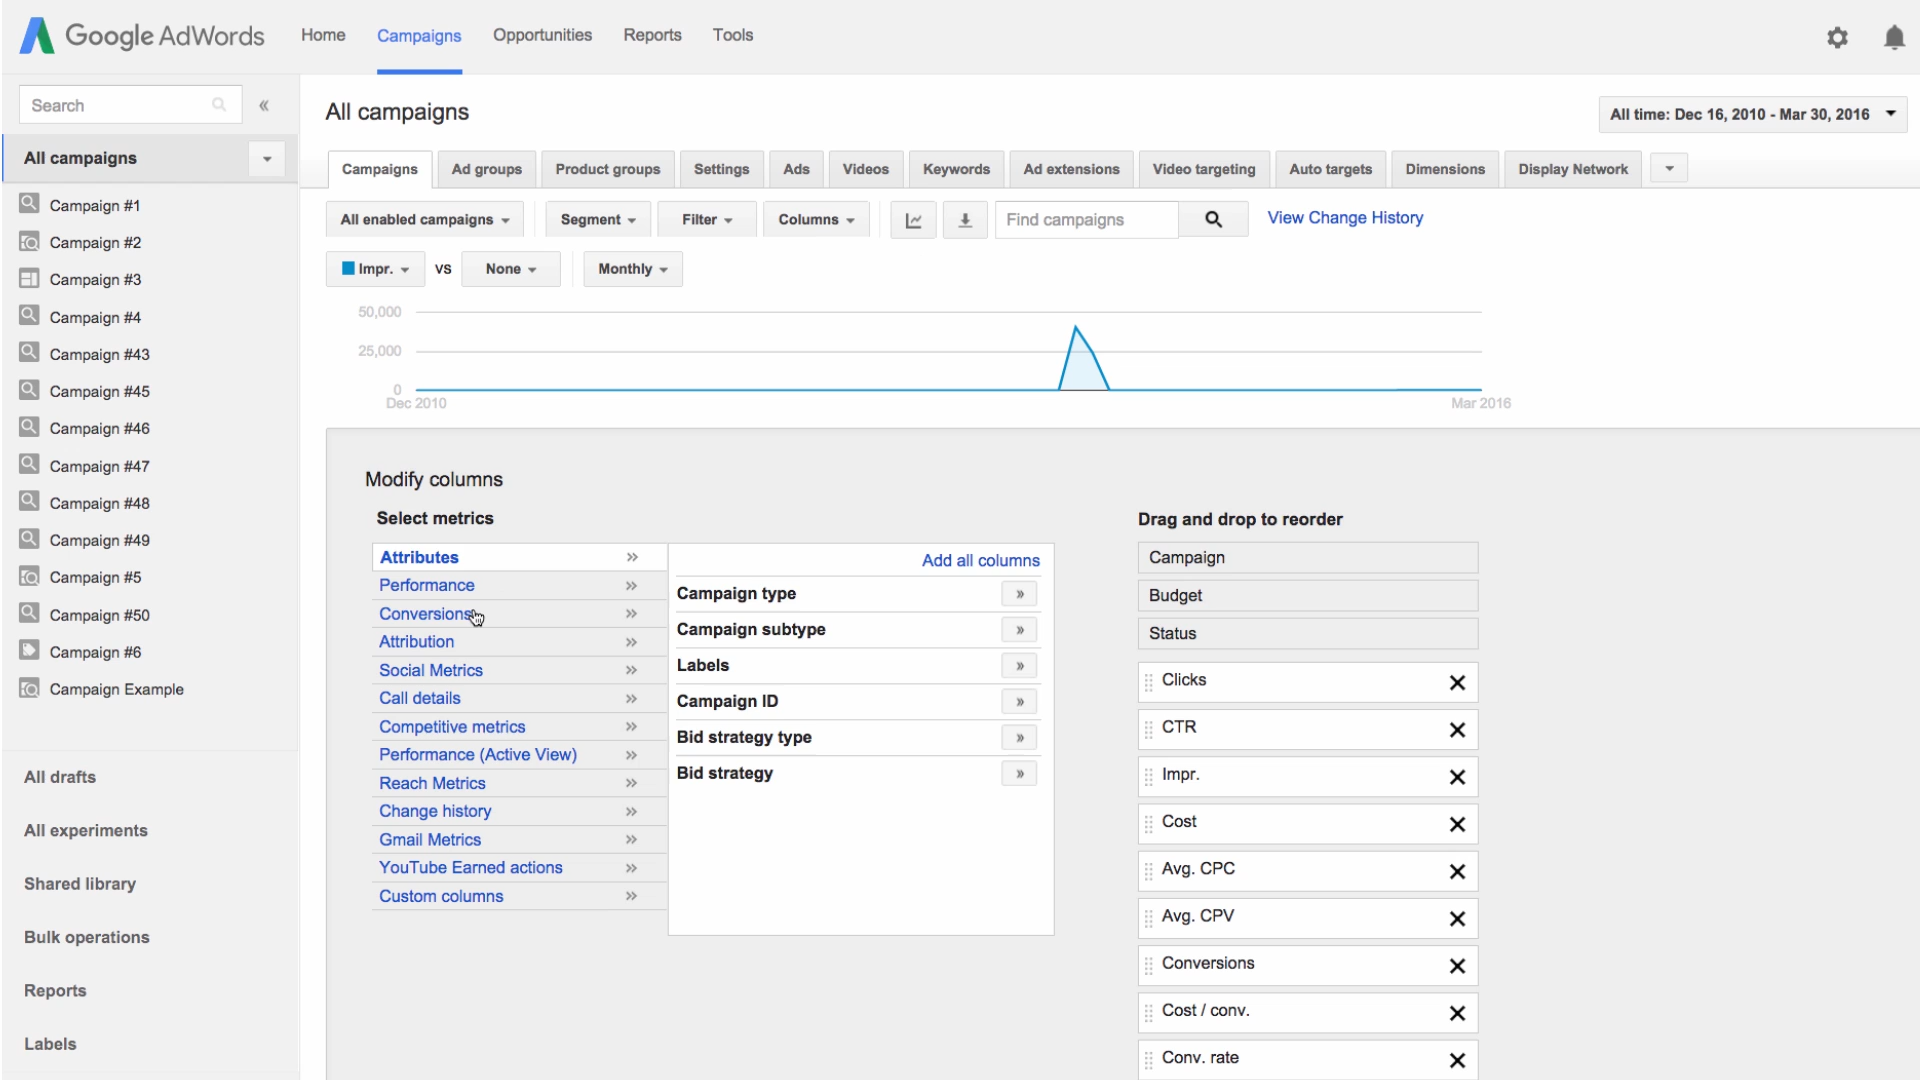 Google AdWords
Home
Campaigns
Opportunities
Reports
Tools
Search
«
All campaigns
Campaign #1
Campaign #2
Campaign #3
Campaign #4
Campaign #43
Campaign #45
Campaign #46
Campaign #47
Campaign #48
Campaign #49
Campaign #5
Campaign #50
Campaign #6
Campaign Example
All drafts
All experiments
Shared library
Bulk operations
Reports
Labels
All campaigns
All time: Dec 16, 2010 - Mar 30, 2016
Campaigns
Ad groups
Product groups
Settings
Ads
Videos
Keywords
Ad extensions
Video targeting
Auto targets
Dimensions
Display Network
All enabled campaigns
Segment
Filter
Columns
Find campaigns
View Change History
Impr.
VS
None
Monthly
50,000
25,000
0
Dec 2010
Mar 2016
Modify columns
Select metrics
Attributes »
Performance »
Conversions »
Attribution »
Social Metrics »
Call details »
Competitive metrics »
Performance (Active View) »
Reach Metrics »
Change history »
Gmail Metrics »
YouTube Earned actions »
Custom columns »
Add all columns
Campaign type »
Campaign subtype »
Labels »
Campaign ID »
Bid strategy type »
Bid strategy »
Drag and drop to reorder
Campaign
Budget
Status
Clicks
CTR
Impr.
Cost
Avg. CPC
Avg. CPV
Conversions
Cost / conv.
Conv. rate